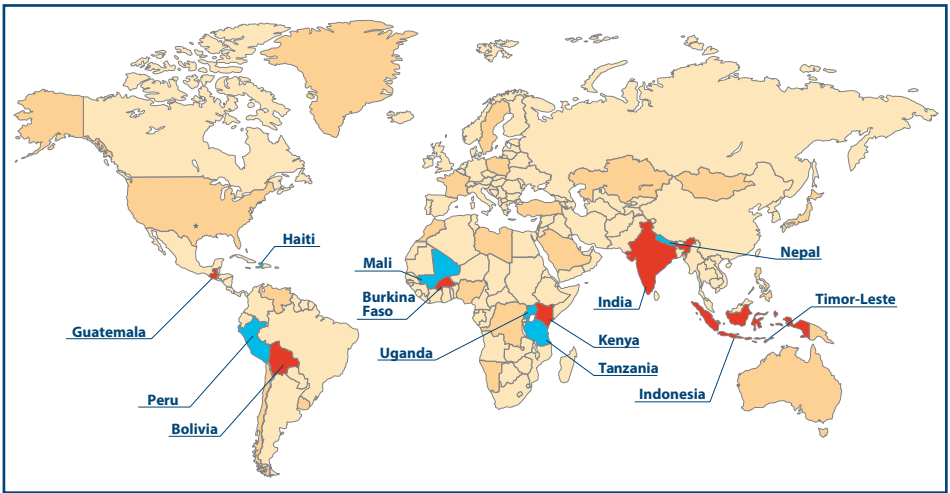 Haiti
Mali
Nepal
Burkina
Faso
India
Timor-Leste
Guatemala
Uganda
Kenya
Tanzania
Peru
Indonesia
Bolivia